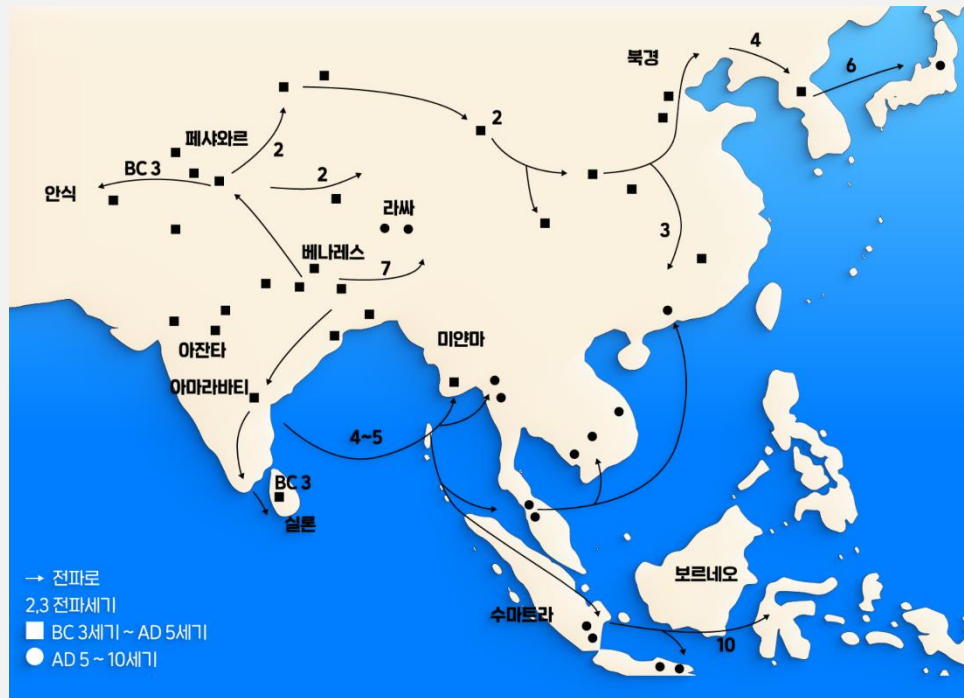 북경
4
6
페샤와르
2
BC 3
2
2
안식
라싸
3
베나레스
7
미얀마
아잔타
아마라바티
4~5
BC 3
실론
보르네오
수마트라
10
→ 전파로
2,3 전파세기
■ BC 3세기 ~ AD 5세기
● AD 5 ~ 10세기